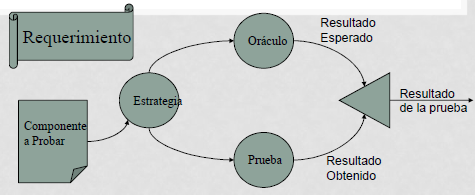 Requerimiento
Oráculo
Resultado
Esperado
Estrategia
Componente
a Probar
Resultado
de la prueba
Prueba
Resultado
Obtenido